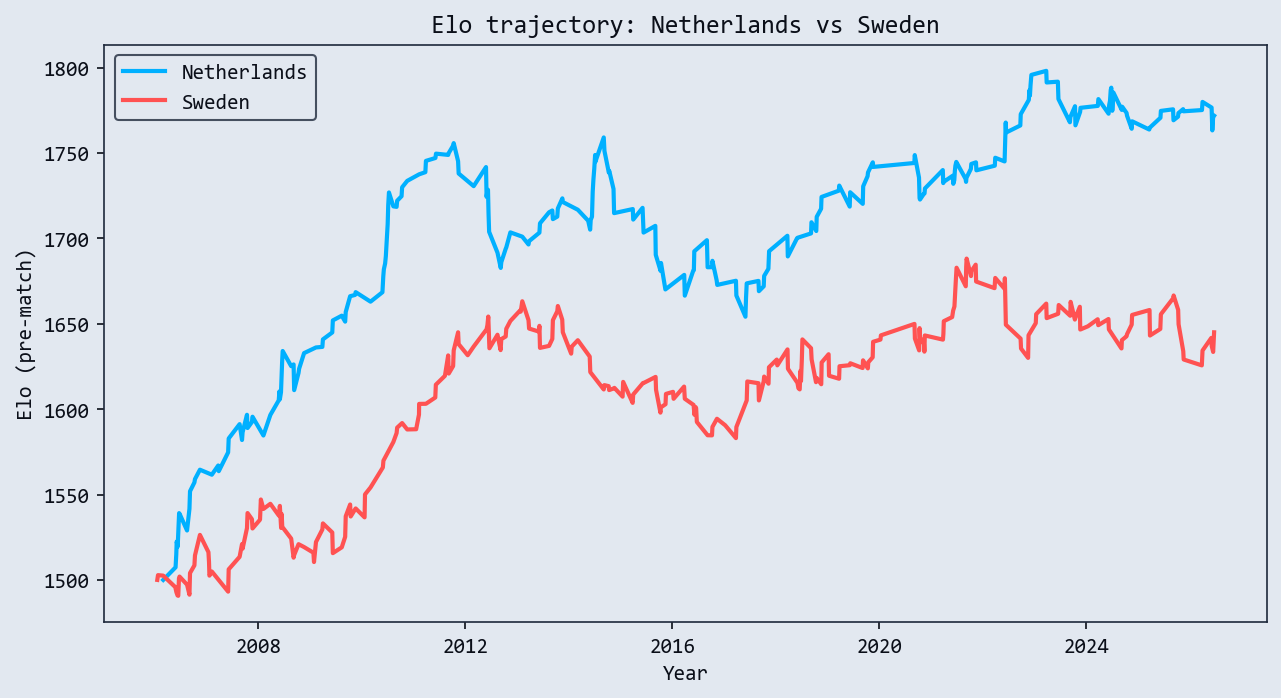 Elo trajectory: Netherlands vs Sweden
Netherlands
Sweden
Elo (pre-match)
1800
1750
1700
1650
1600
1550
1500
2008
2012
2016
2020
2024
Year